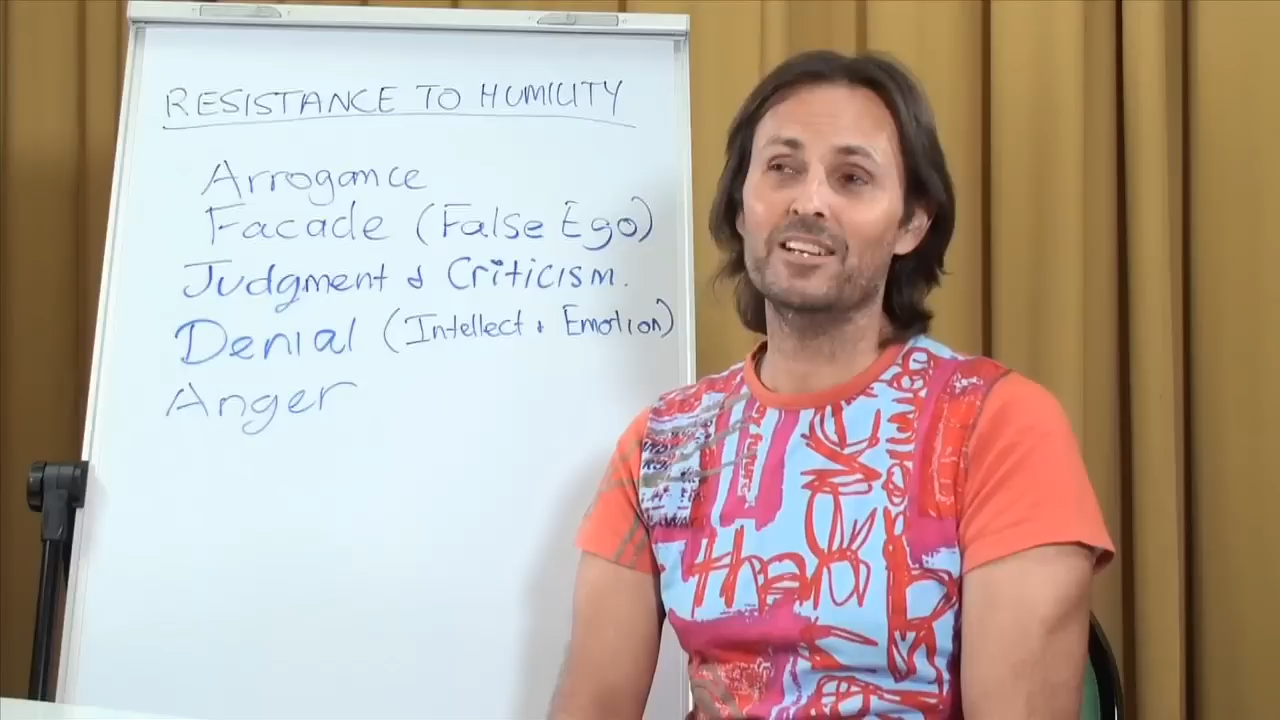 RESISTANCE TO HUMILITY
Arrogance
Facade (False Ego)
Judgment & Criticism.
Denial (Intellect & Emotion)
Anger